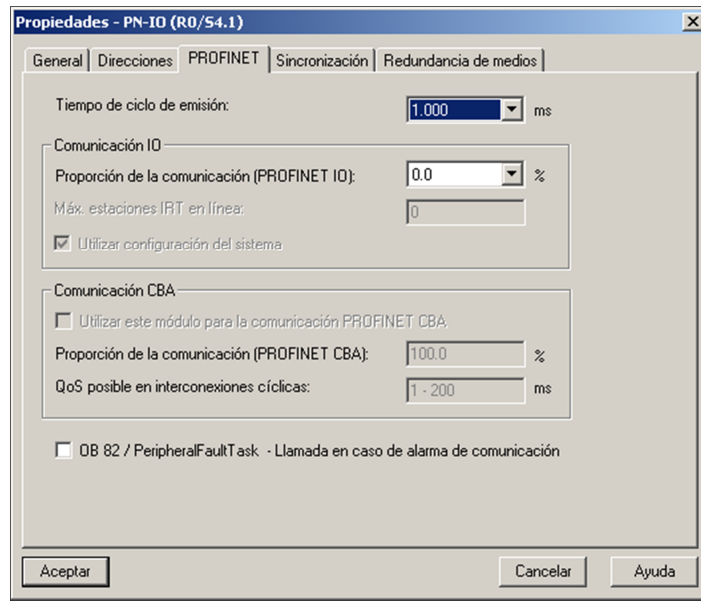 Propiedades - PN-IO (R0/S4.1)
General Direcciones PROFINET Sincronización Redundancia de medios
Tiempo de ciclo de emisión: 1.000 ms
Comunicación IO
Proporción de la comunicación (PROFINET IO): 0.0 %
Máx. estaciones IRT en línea: 0
Utilizar configuración del sistema
Comunicación CBA
Utilizar este módulo para la comunicación PROFINET CBA
Proporción de la comunicación (PROFINET CBA): 100.0 %
QoS posible en interconexiones cíclicas: 1 - 200 ms
OB 82 / PeripheralFaultTask - Llamada en caso de alarma de comunicación
Aceptar Cancelar Ayuda